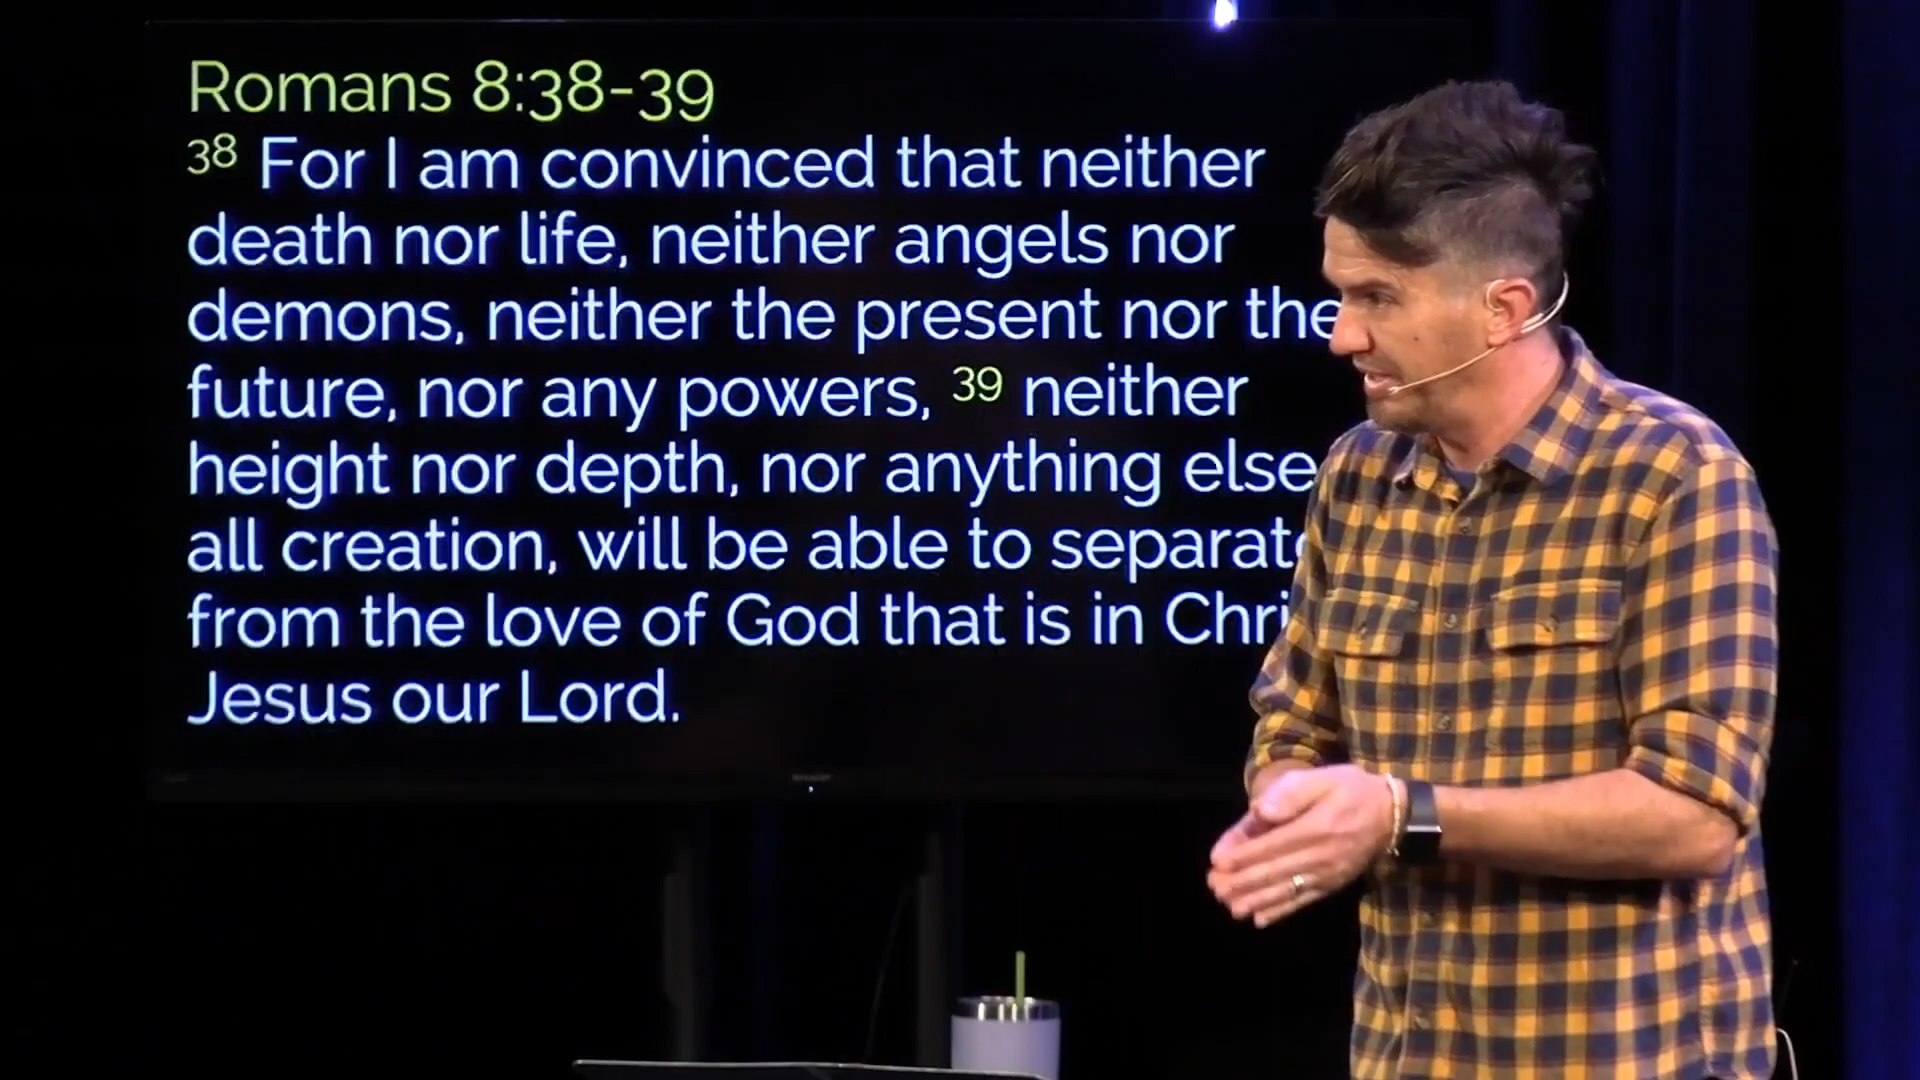 Romans 8:38-39
38 For I am convinced that neither
death nor life, neither angels nor
demons, neither the present nor the
future, nor any powers, 39 neither
height nor depth, nor anything else
all creation, will be able to separat
from the love of God that is in Chri
Jesus our Lord.